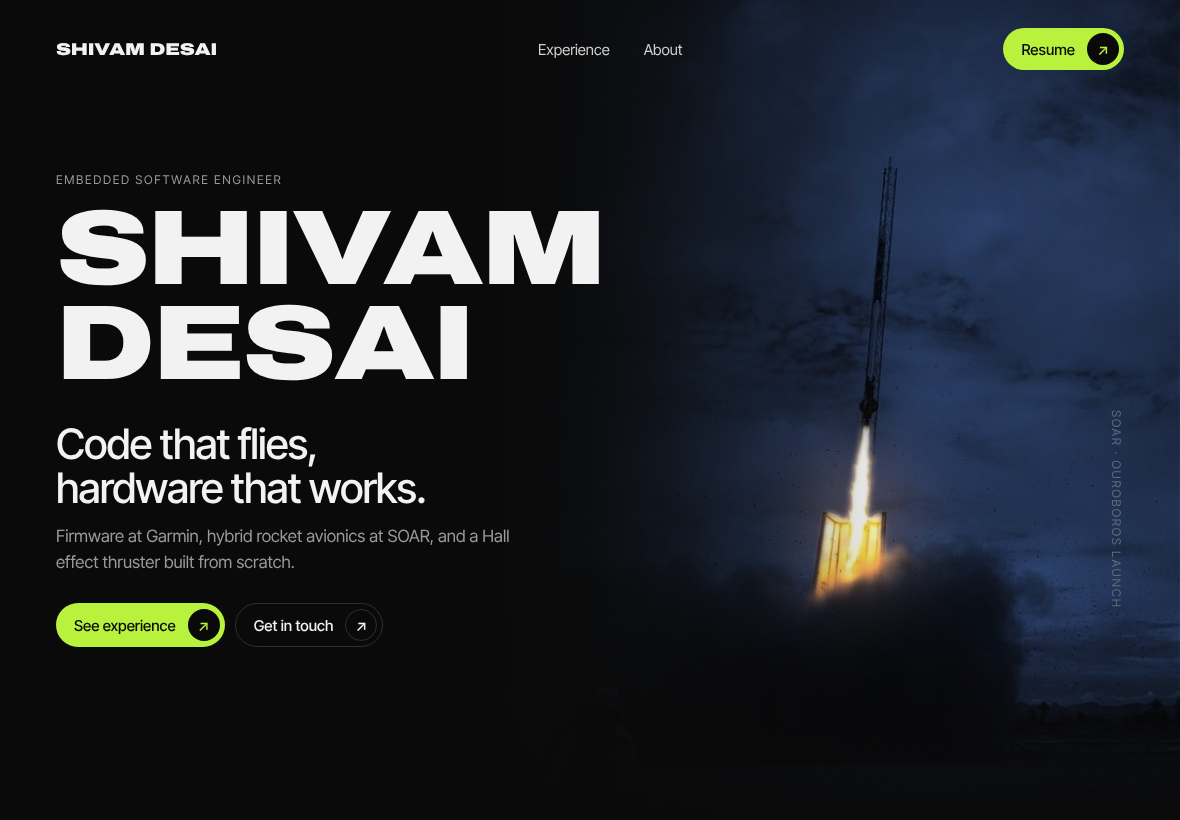 SHIVAM DESAI
Experience
About
Resume
EMBEDDED SOFTWARE ENGINEER
SHIVAM
DESAI
Code that flies,
hardware that works.
Firmware at Garmin, hybrid rocket avionics at SOAR, and a Hall
effect thruster built from scratch.
See experience
Get in touch
SOAR · OUROBOROS LAUNCH